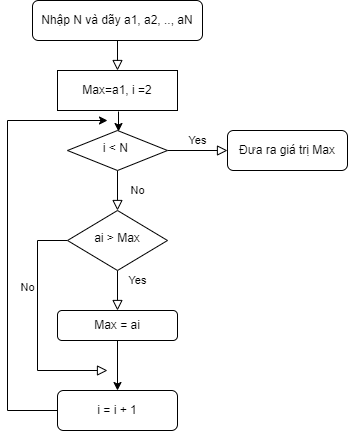 Nhập N và dãy a1, a2, .., aN
Max=a1, i =2
i < N
Yes
Đưa ra giá trị Max
No
ai > Max
Yes
No
Max = ai
i = i + 1